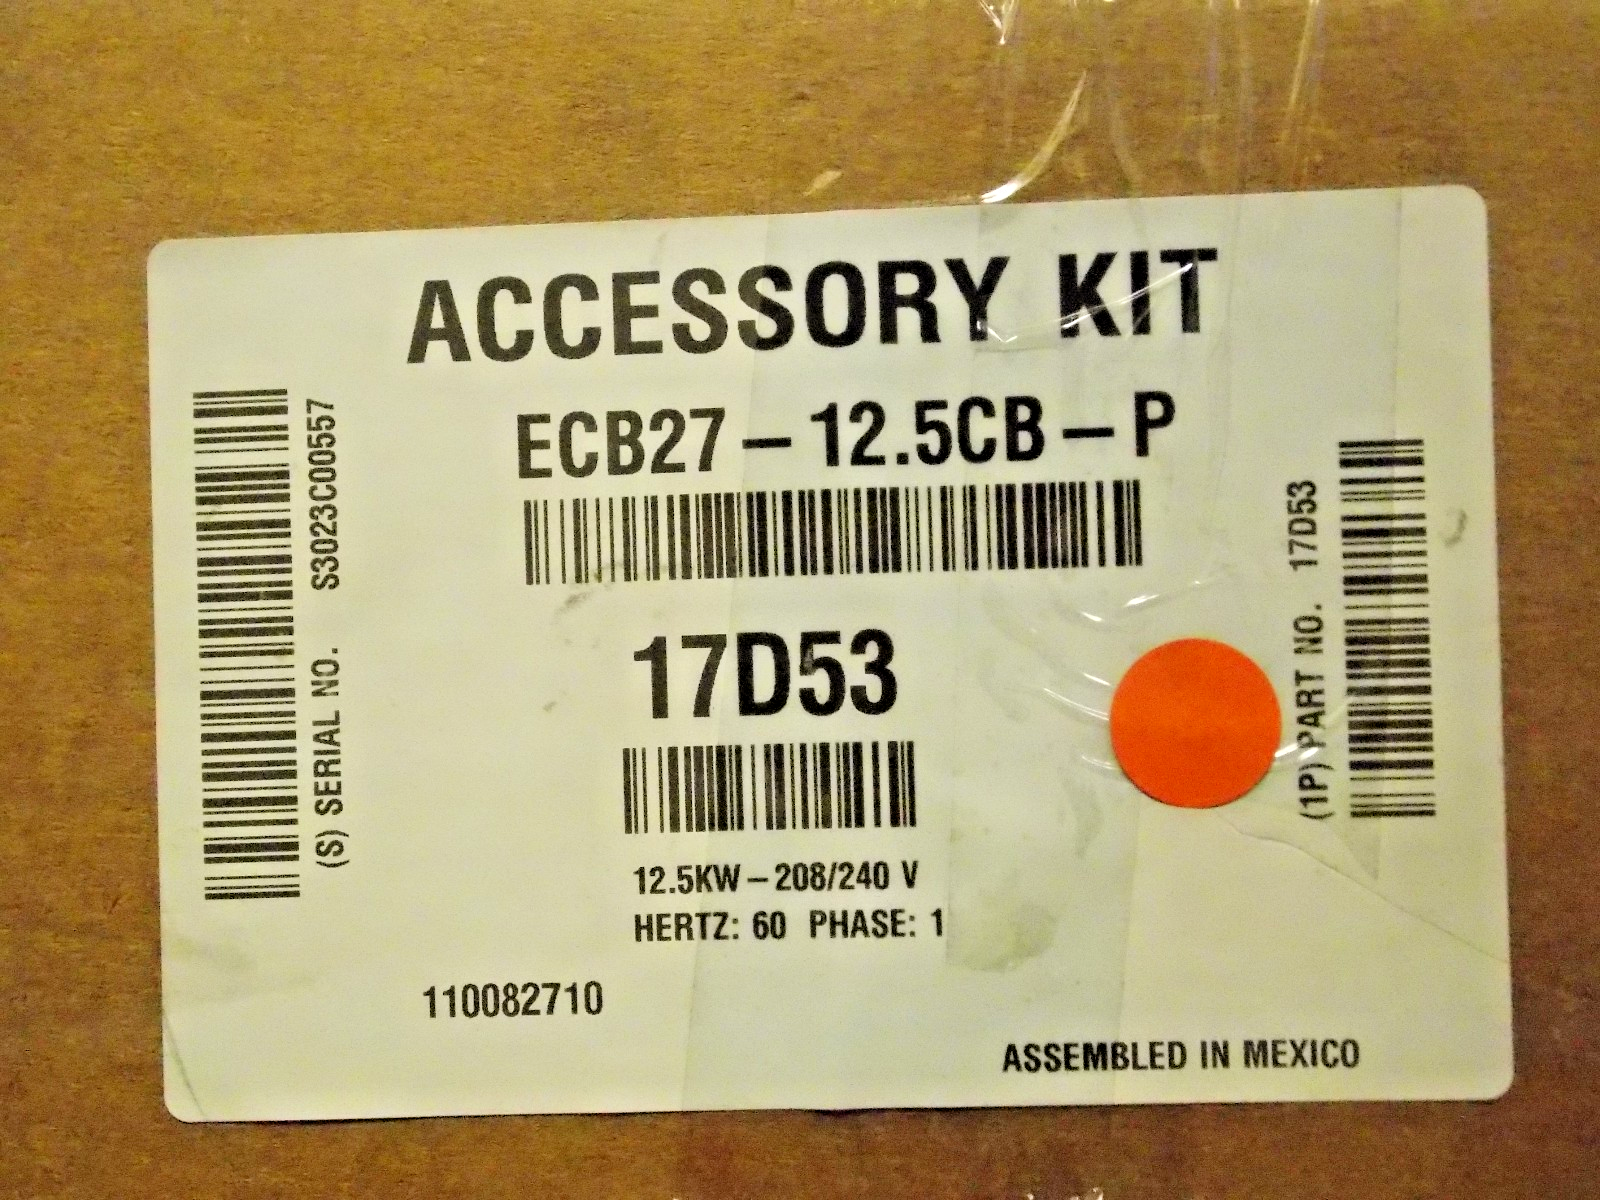 ACCESSORY KIT
ECB27-12.5CB-P
(S) SERIAL NO. S3023C00557
17D53
(1P) PART NO. 17D53
12.5KW-208/240 V
HERTZ: 60 PHASE: 1
110082710
ASSEMBLED IN MEXICO